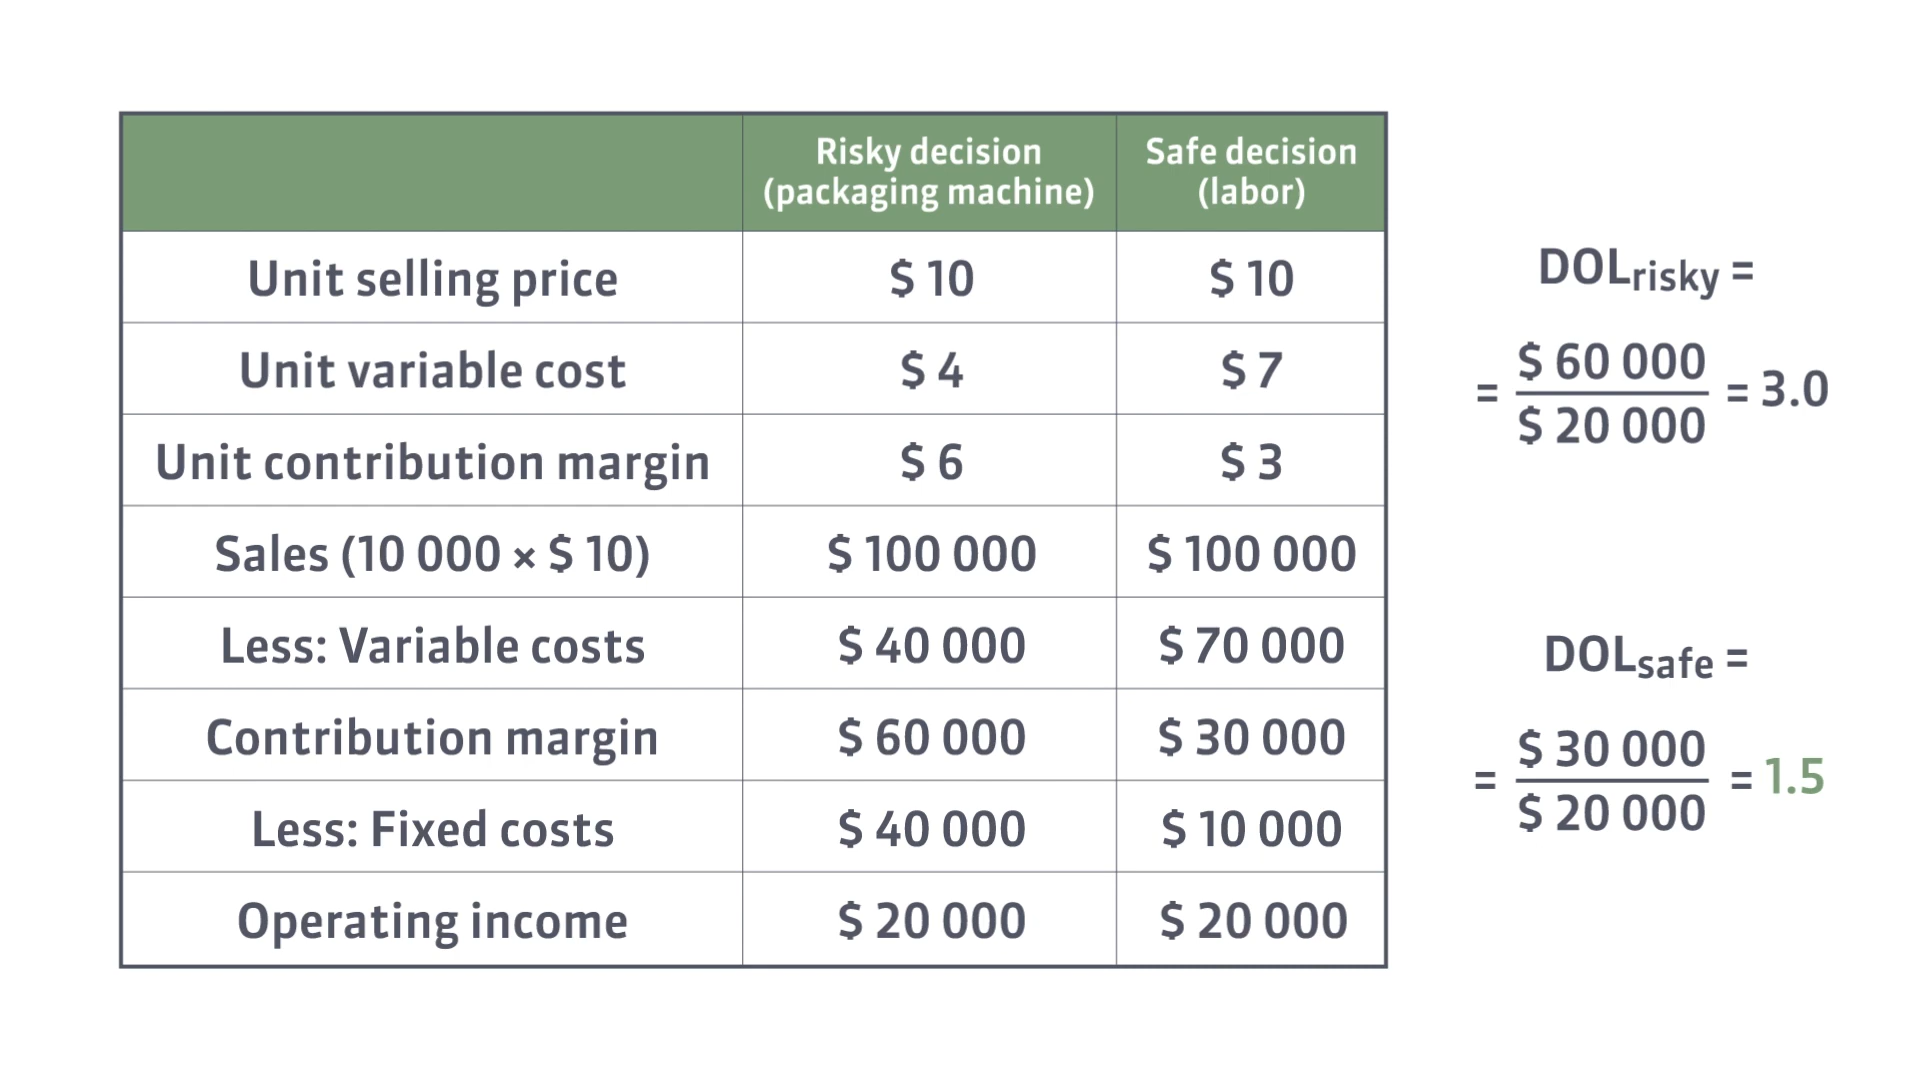 Risky decision
(packaging machine)
Safe decision
(labor)
Unit selling price $ 10 $ 10
Unit variable cost $ 4 $ 7
Unit contribution margin $ 6 $ 3
Sales (10 000 × $ 10) $ 100 000 $ 100 000
Less: Variable costs $ 40 000 $ 70 000
Contribution margin $ 60 000 $ 30 000
Less: Fixed costs $ 40 000 $ 10 000
Operating income $ 20 000 $ 20 000
DOLrisky =
$ 60 000
= = 3.0
$ 20 000
DOLsafe =
$ 30 000
= = 1.5
$ 20 000